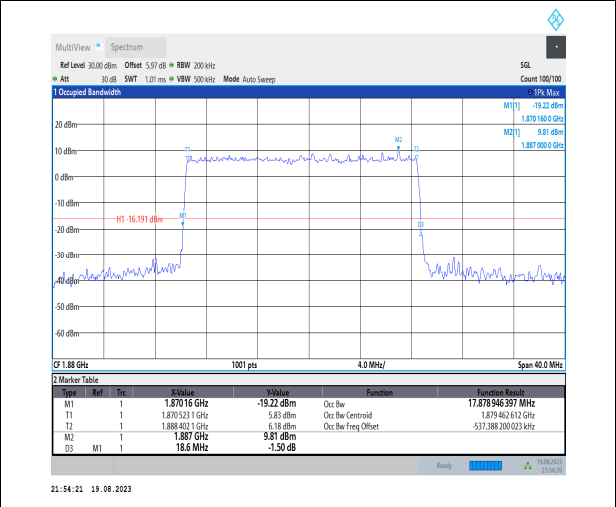 MultiView Spectrum
Ref Level 30.00 dBm Offset 5.97 dB RBW 200 kHz SGL
Att 30 dB SWT 1.01 ms VBW 500 kHz Mode Auto Sweep Count 100/100
1 Occupied Bandwidth 1Pk Max
M1[1] -19.22 dBm
1.870 160 0 GHz
M2[1] 9.81 dBm
1.887 000 0 GHz
20 dBm
10 dBm
0 dBm
-10 dBm
H1 -16.191 dBm
-20 dBm
-30 dBm
-40 dBm
-50 dBm
-60 dBm
T1
M2
T2
M1
D3
CF 1.88 GHz 1001 pts 4.0 MHz/ Span 40.0 MHz
2 Marker Table
Type Ref Trc X-Value Y-Value Function Function Result
M1 1 1.87016 GHz -19.22 dBm Occ Bw 17.878 946 397 MHz
T1 1 1.870 523 1 GHz 5.83 dBm Occ Bw Centroid 1.879 462 612 GHz
T2 1 1.888 402 1 GHz 6.18 dBm Occ Bw Freq Offset -537.388 200 023 kHz
M2 1 1.887 GHz 9.81 dBm
D3 M1 1 18.6 MHz -1.50 dB
Ready 19.08.2023
21:54:20
21:54:21 19.08.2023